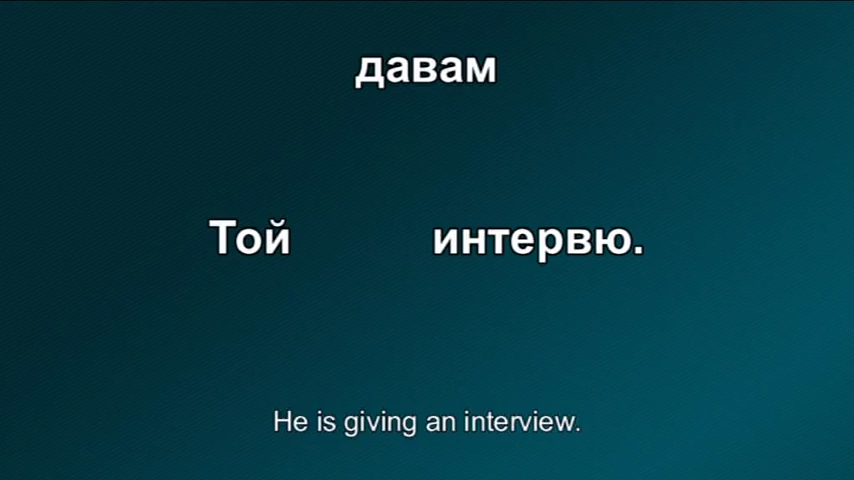 давам
Той интервю.
He is giving an interview.